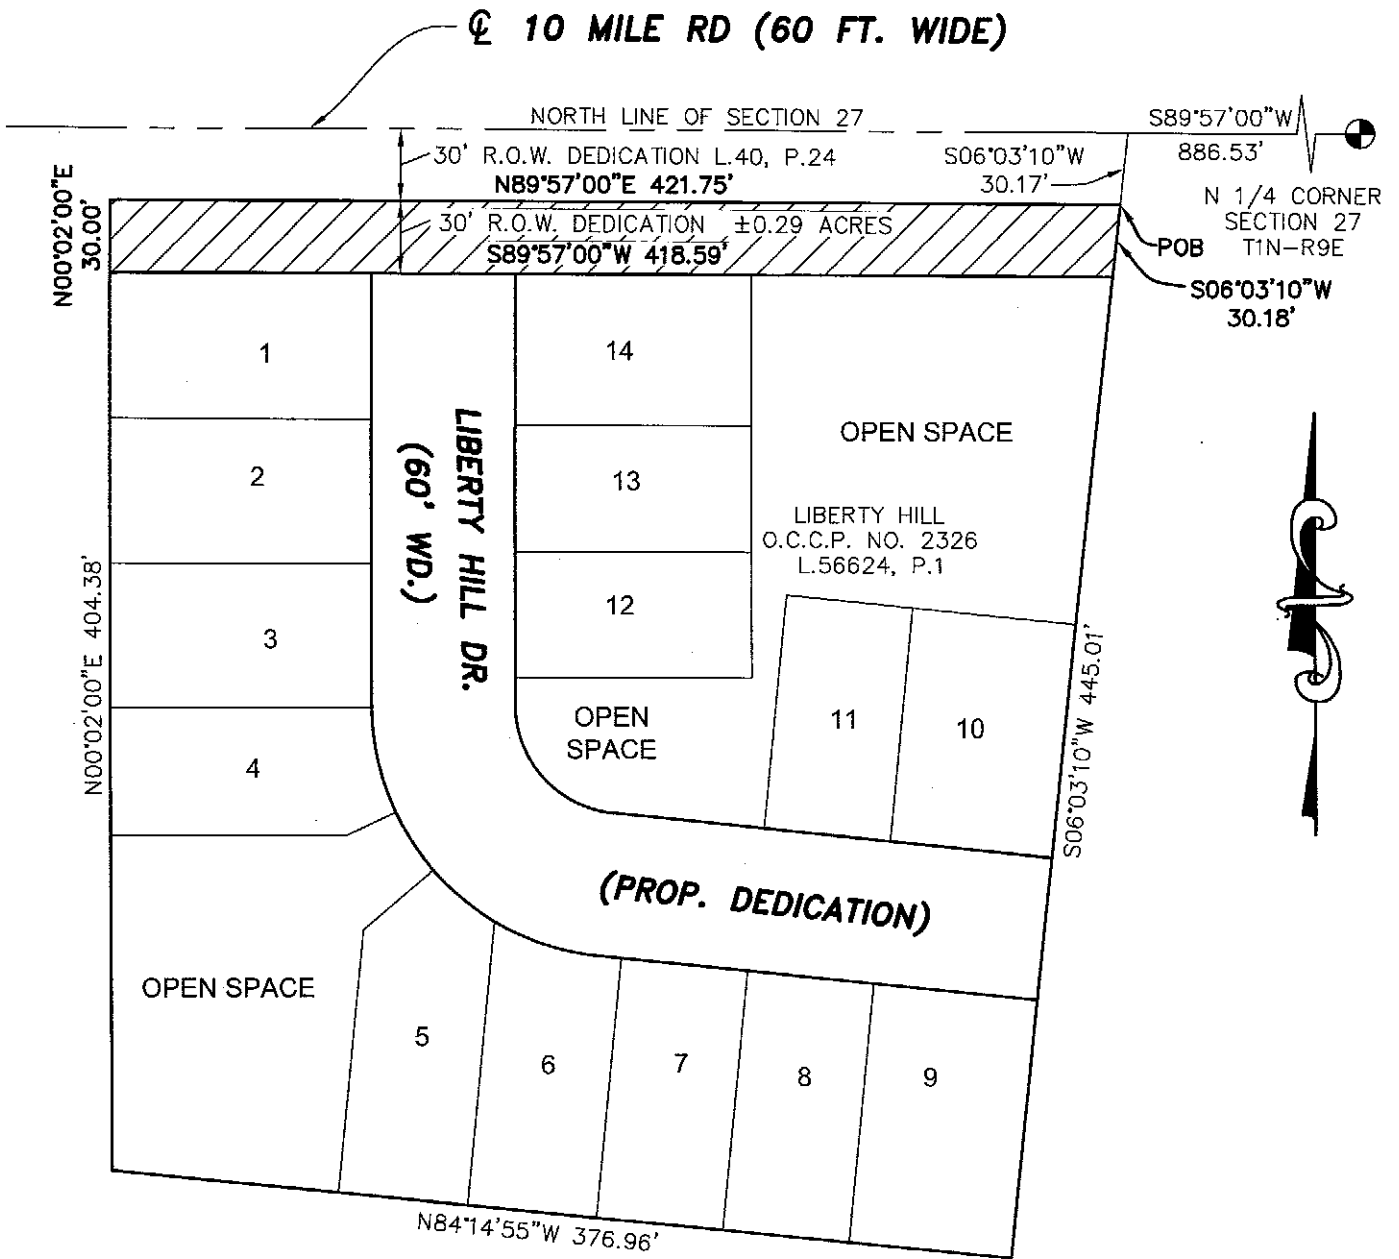 ℄ 10 MILE RD (60 FT. WIDE)
NORTH LINE OF SECTION 27
S89°57'00"W
886.53'
30' R.O.W. DEDICATION L.40, P.24
N89°57'00"E 421.75'
S06°03'10"W
30.17'
N 1/4 CORNER
SECTION 27
T1N-R9E
N00°02'00"E
30.00'
30' R.O.W. DEDICATION ±0.29 ACRES
S89°57'00"W 418.59'
POB
S06°03'10"W
30.18'
1
14
OPEN SPACE
2
13
LIBERTY HILL DR.
(60' WD.)
LIBERTY HILL
O.C.C.P. NO. 2326
L.56624, P.1
3
12
N00°02'00"E 404.38'
S06°03'10"W 445.01'
OPEN
SPACE
11
10
4
(PROP. DEDICATION)
OPEN SPACE
5
6
7
8
9
N84°14'55"W 376.96'